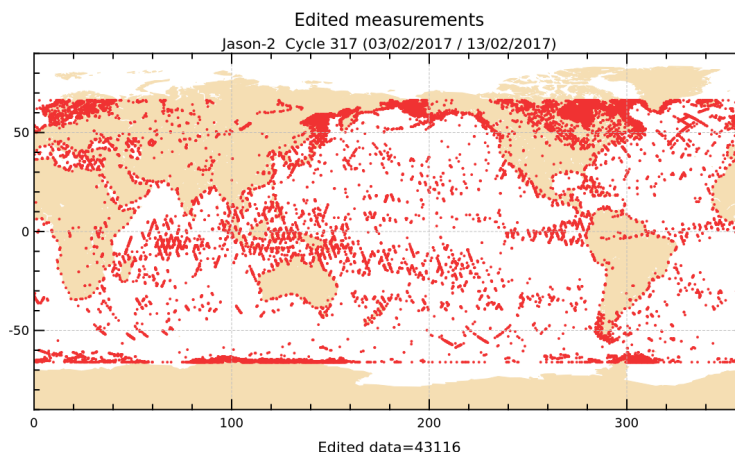 Edited measurements
Jason-2 Cycle 317 (03/02/2017 / 13/02/2017)
50
0
-50
0 100 200 300
Edited data=43116